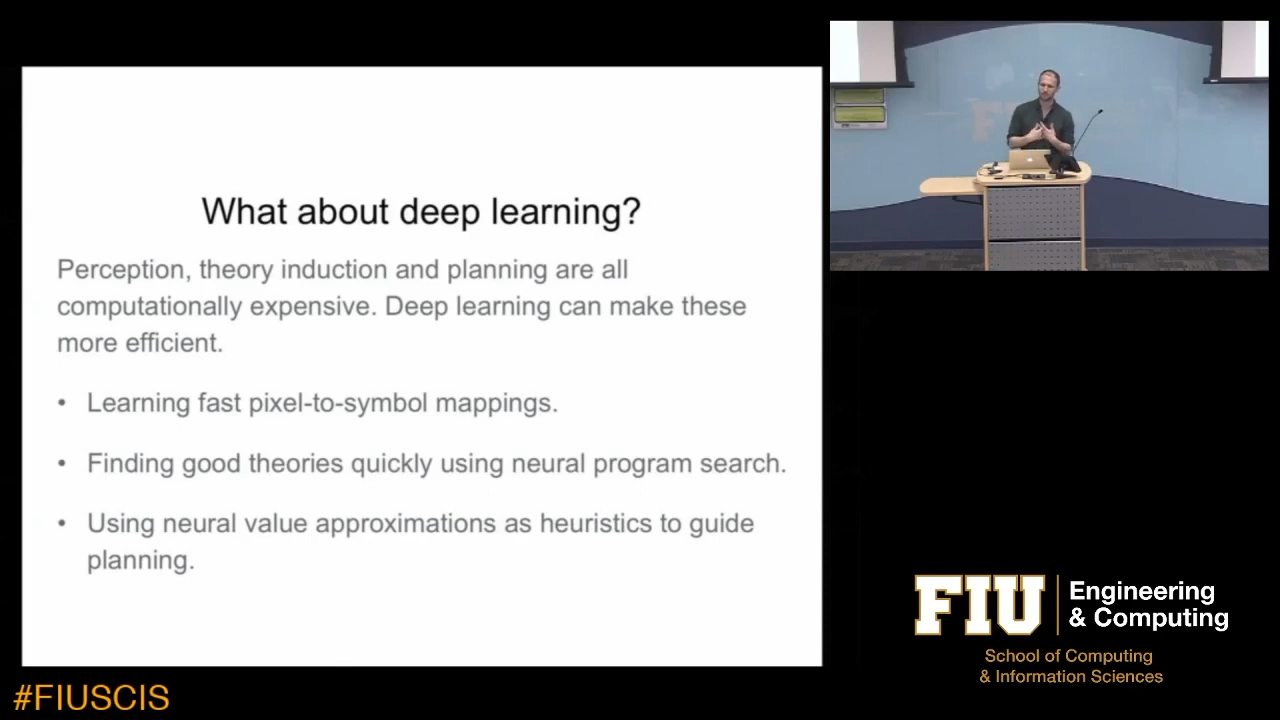 What about deep learning?
Perception, theory induction and planning are all
computationally expensive. Deep learning can make these
more efficient.
• Learning fast pixel-to-symbol mappings.
• Finding good theories quickly using neural program search.
• Using neural value approximations as heuristics to guide
planning.
FIU Engineering
& Computing
School of Computing
& Information Sciences
#FIUSCIS